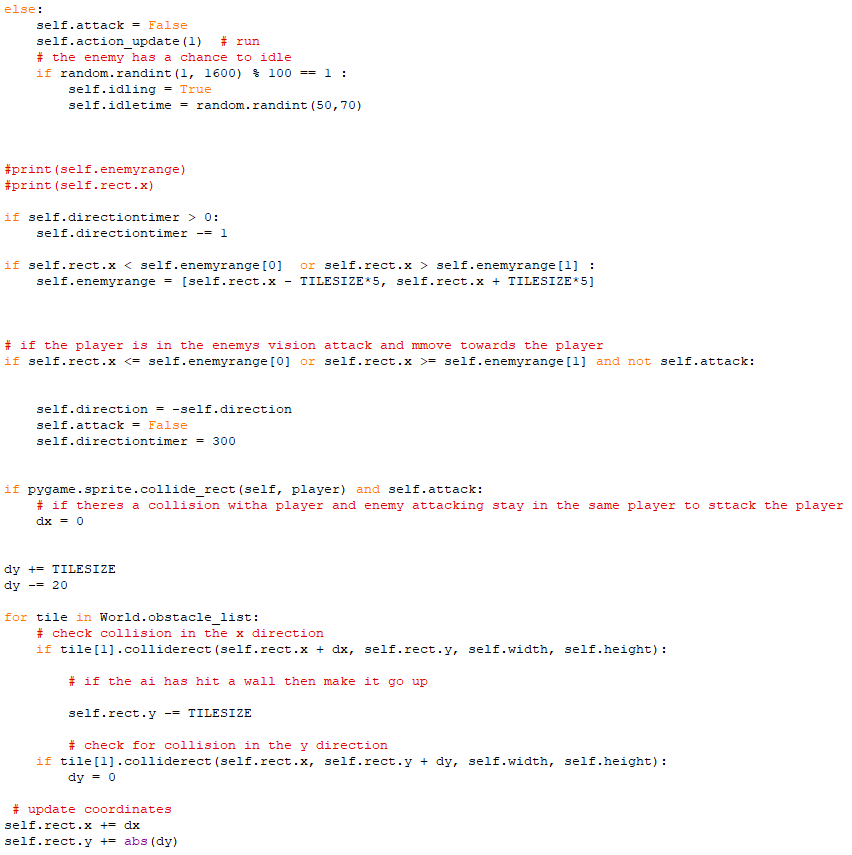 else:
    self.attack = False
    self.action_update(1)  # run
    # the enemy has a chance to idle
    if random.randint(1, 1600) % 100 == 1 :
        self.idling = True
        self.idletime = random.randint(50,70)
#print(self.enemyrange)
#print(self.rect.x)
if self.directiontimer > 0:
    self.directiontimer -= 1
if self.rect.x < self.enemyrange[0]  or self.rect.x > self.enemyrange[1] :
    self.enemyrange = [self.rect.x - TILESIZE*5, self.rect.x + TILESIZE*5]
# if the player is in the enemys vision attack and mmove towards the player
if self.rect.x <= self.enemyrange[0] or self.rect.x >= self.enemyrange[1] and not self.attack:
    self.direction = -self.direction
    self.attack = False
    self.directiontimer = 300
if pygame.sprite.collide_rect(self, player) and self.attack:
    # if theres a collision witha player and enemy attacking stay in the same player to sttack the player
    dx = 0
dy += TILESIZE
dy -= 20
for tile in World.obstacle_list:
    # check collision in the x direction
    if tile[1].colliderect(self.rect.x + dx, self.rect.y, self.width, self.height):
        # if the ai has hit a wall then make it go up
        self.rect.y -= TILESIZE
        # check for collision in the y direction
    if tile[1].colliderect(self.rect.x, self.rect.y + dy, self.width, self.height):
        dy = 0
 # update coordinates
self.rect.x += dx
self.rect.y += abs(dy)